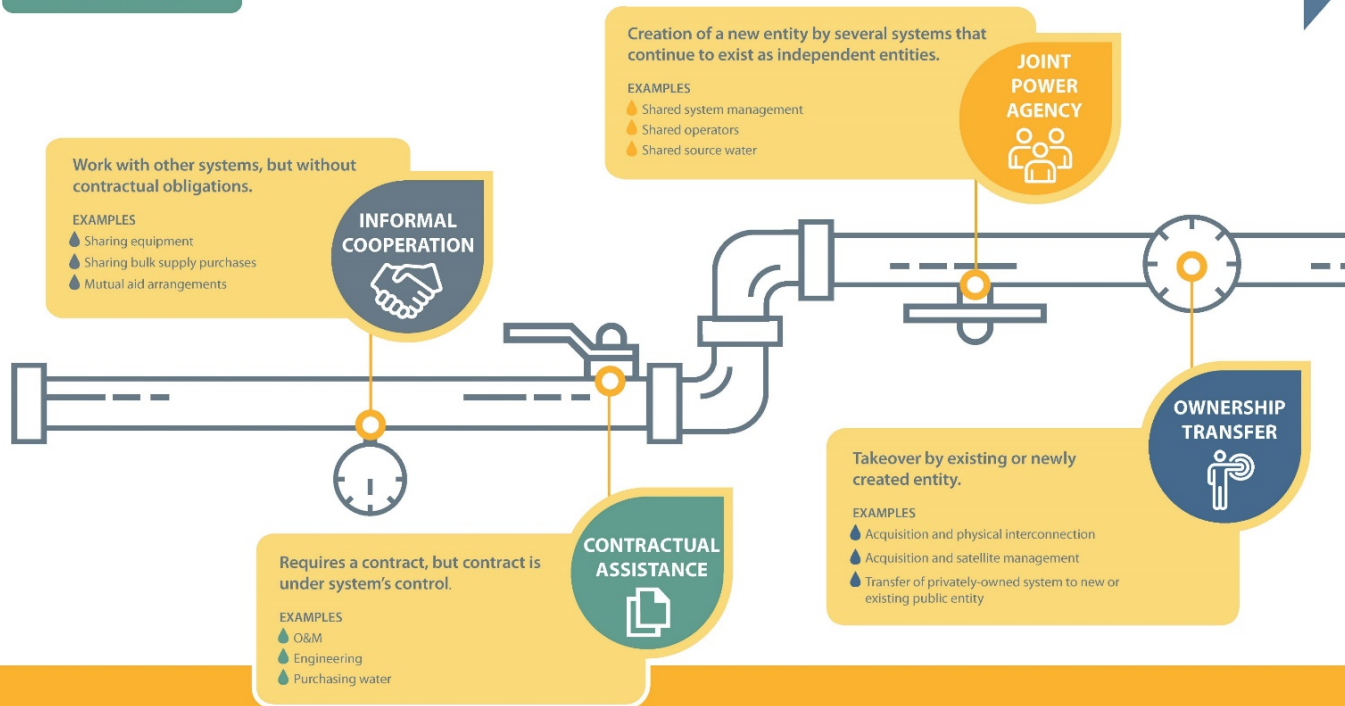 Work with other systems, but without
contractual obligations.
EXAMPLES
Sharing equipment
Sharing bulk supply purchases
Mutual aid arrangements
INFORMAL
COOPERATION
Requires a contract, but contract is
under system's control.
EXAMPLES
O&M
Engineering
Purchasing water
CONTRACTUAL
ASSISTANCE
Creation of a new entity by several systems that
continue to exist as independent entities.
EXAMPLES
Shared system management
Shared operators
Shared source water
JOINT
POWER
AGENCY
Takeover by existing or newly
created entity.
EXAMPLES
Acquisition and physical interconnection
Acquisition and satellite management
Transfer of privately-owned system to new or
existing public entity
OWNERSHIP
TRANSFER